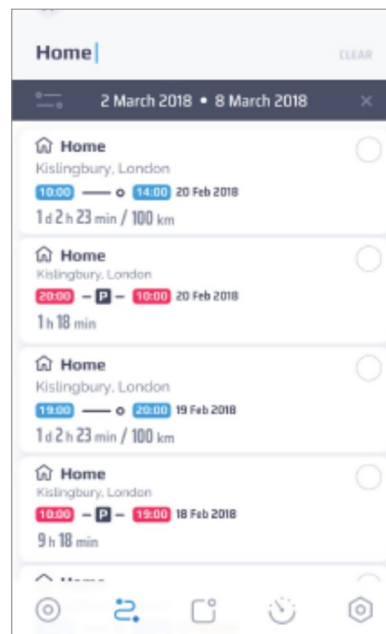 Home
CLEAR
2 March 2018 • 8 March 2018 ×
Home
Kislingbury, London
10:00 14:00 20 Feb 2018
1 d 2 h 23 min / 100 km
Home
Kislingbury, London
20:00 – P – 10:00 20 Feb 2018
1 h 18 min
Home
Kislingbury, London
19:00 20:00 19 Feb 2018
1 d 2 h 23 min / 100 km
Home
Kislingbury, London
10:00 – P – 19:00 18 Feb 2018
9 h 18 min